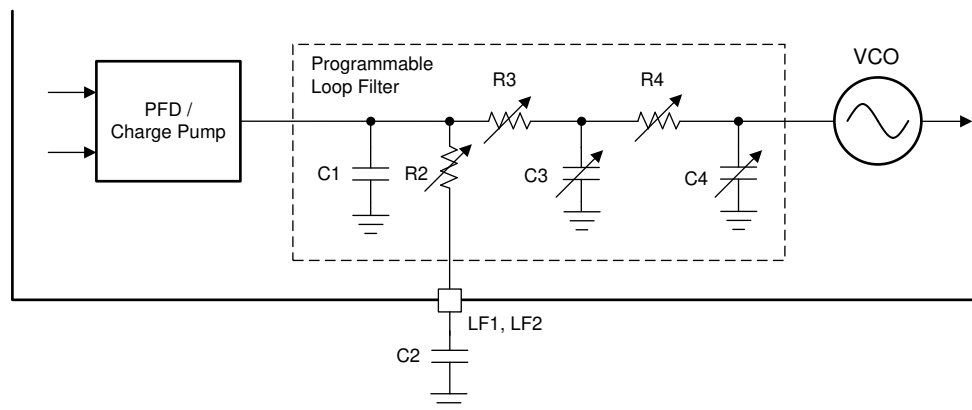 Programmable
Loop Filter
VCO
R3
R4
PFD /
Charge Pump
C1
R2
C3
C4
LF1, LF2
C2